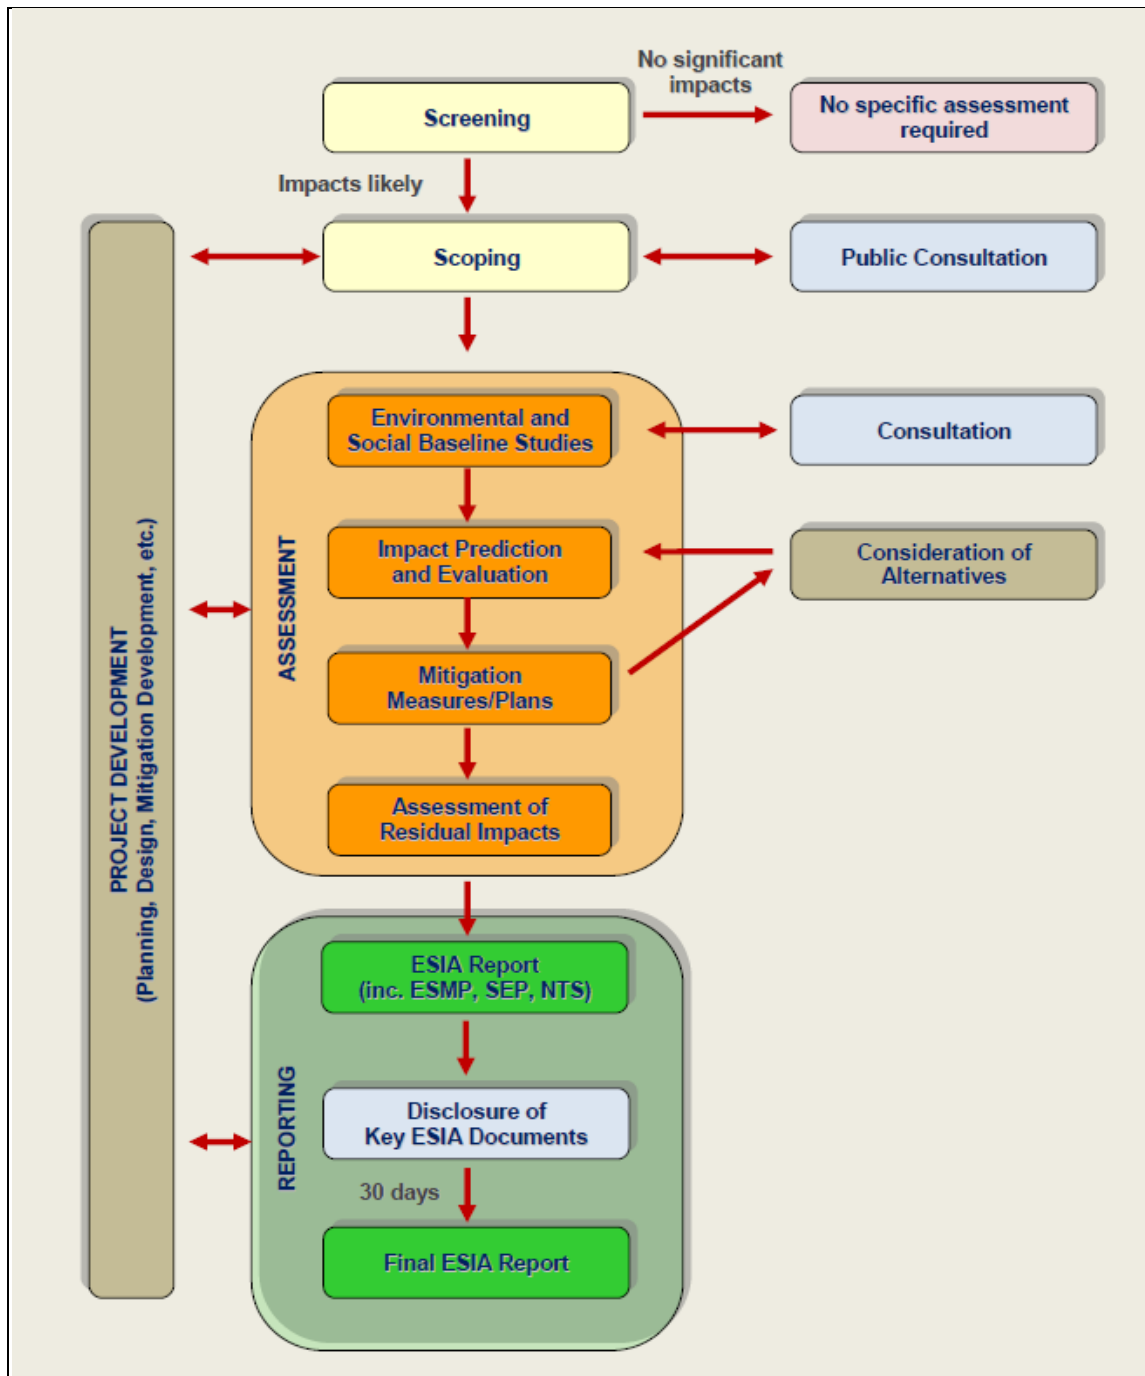 No significant
impacts
Screening
No specific assessment
required
Impacts likely
Scoping
Public Consultation
PROJECT DEVELOPMENT
(Planning, Design, Mitigation Development, etc.)
ASSESSMENT
Environmental and
Social Baseline Studies
Consultation
Impact Prediction
and Evaluation
Consideration of
Alternatives
Mitigation
Measures/Plans
Assessment of
Residual Impacts
REPORTING
ESIA Report
(inc. ESMP, SEP, NTS)
Disclosure of
Key ESIA Documents
30 days
Final ESIA Report